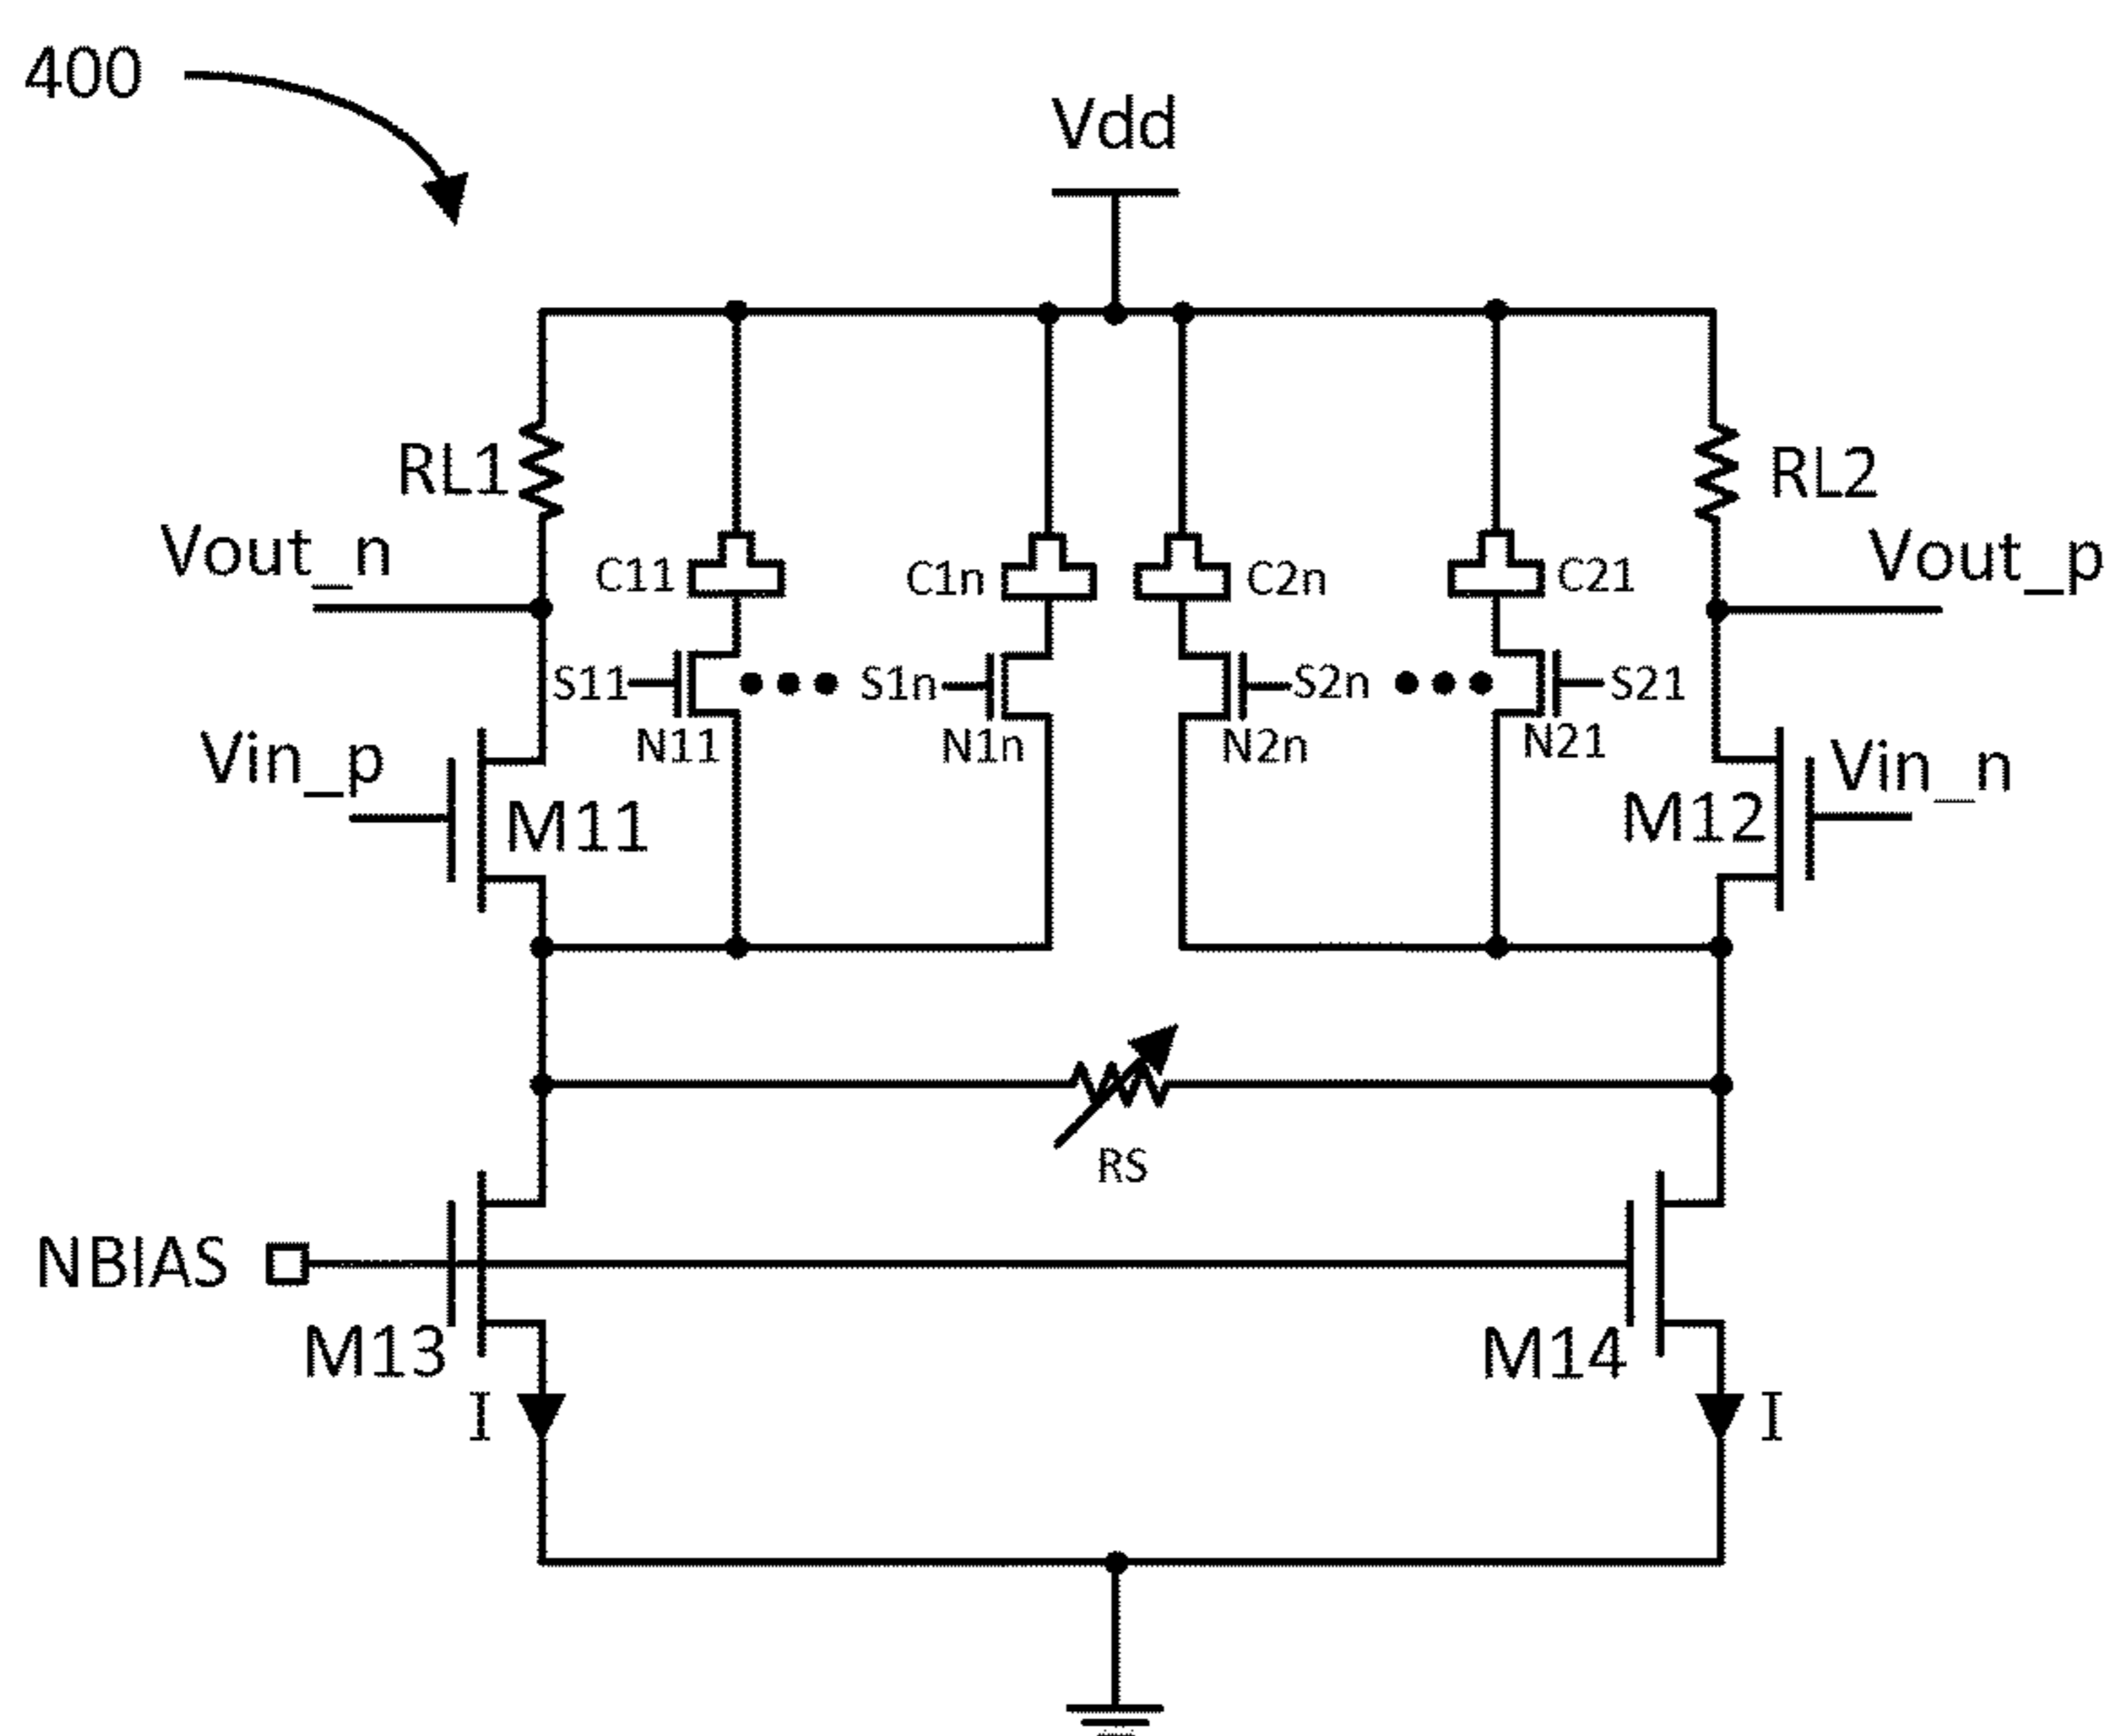 400
Vdd
RL1
RL2
Vout_n
C11
C1n
C2n
C21
Vout_p
S11
S1n
S2n
S21
Vin_p
N11
N1n
N2n
N21
Vin_n
M11
M12
RS
NBIAS
M13
M14
I
I